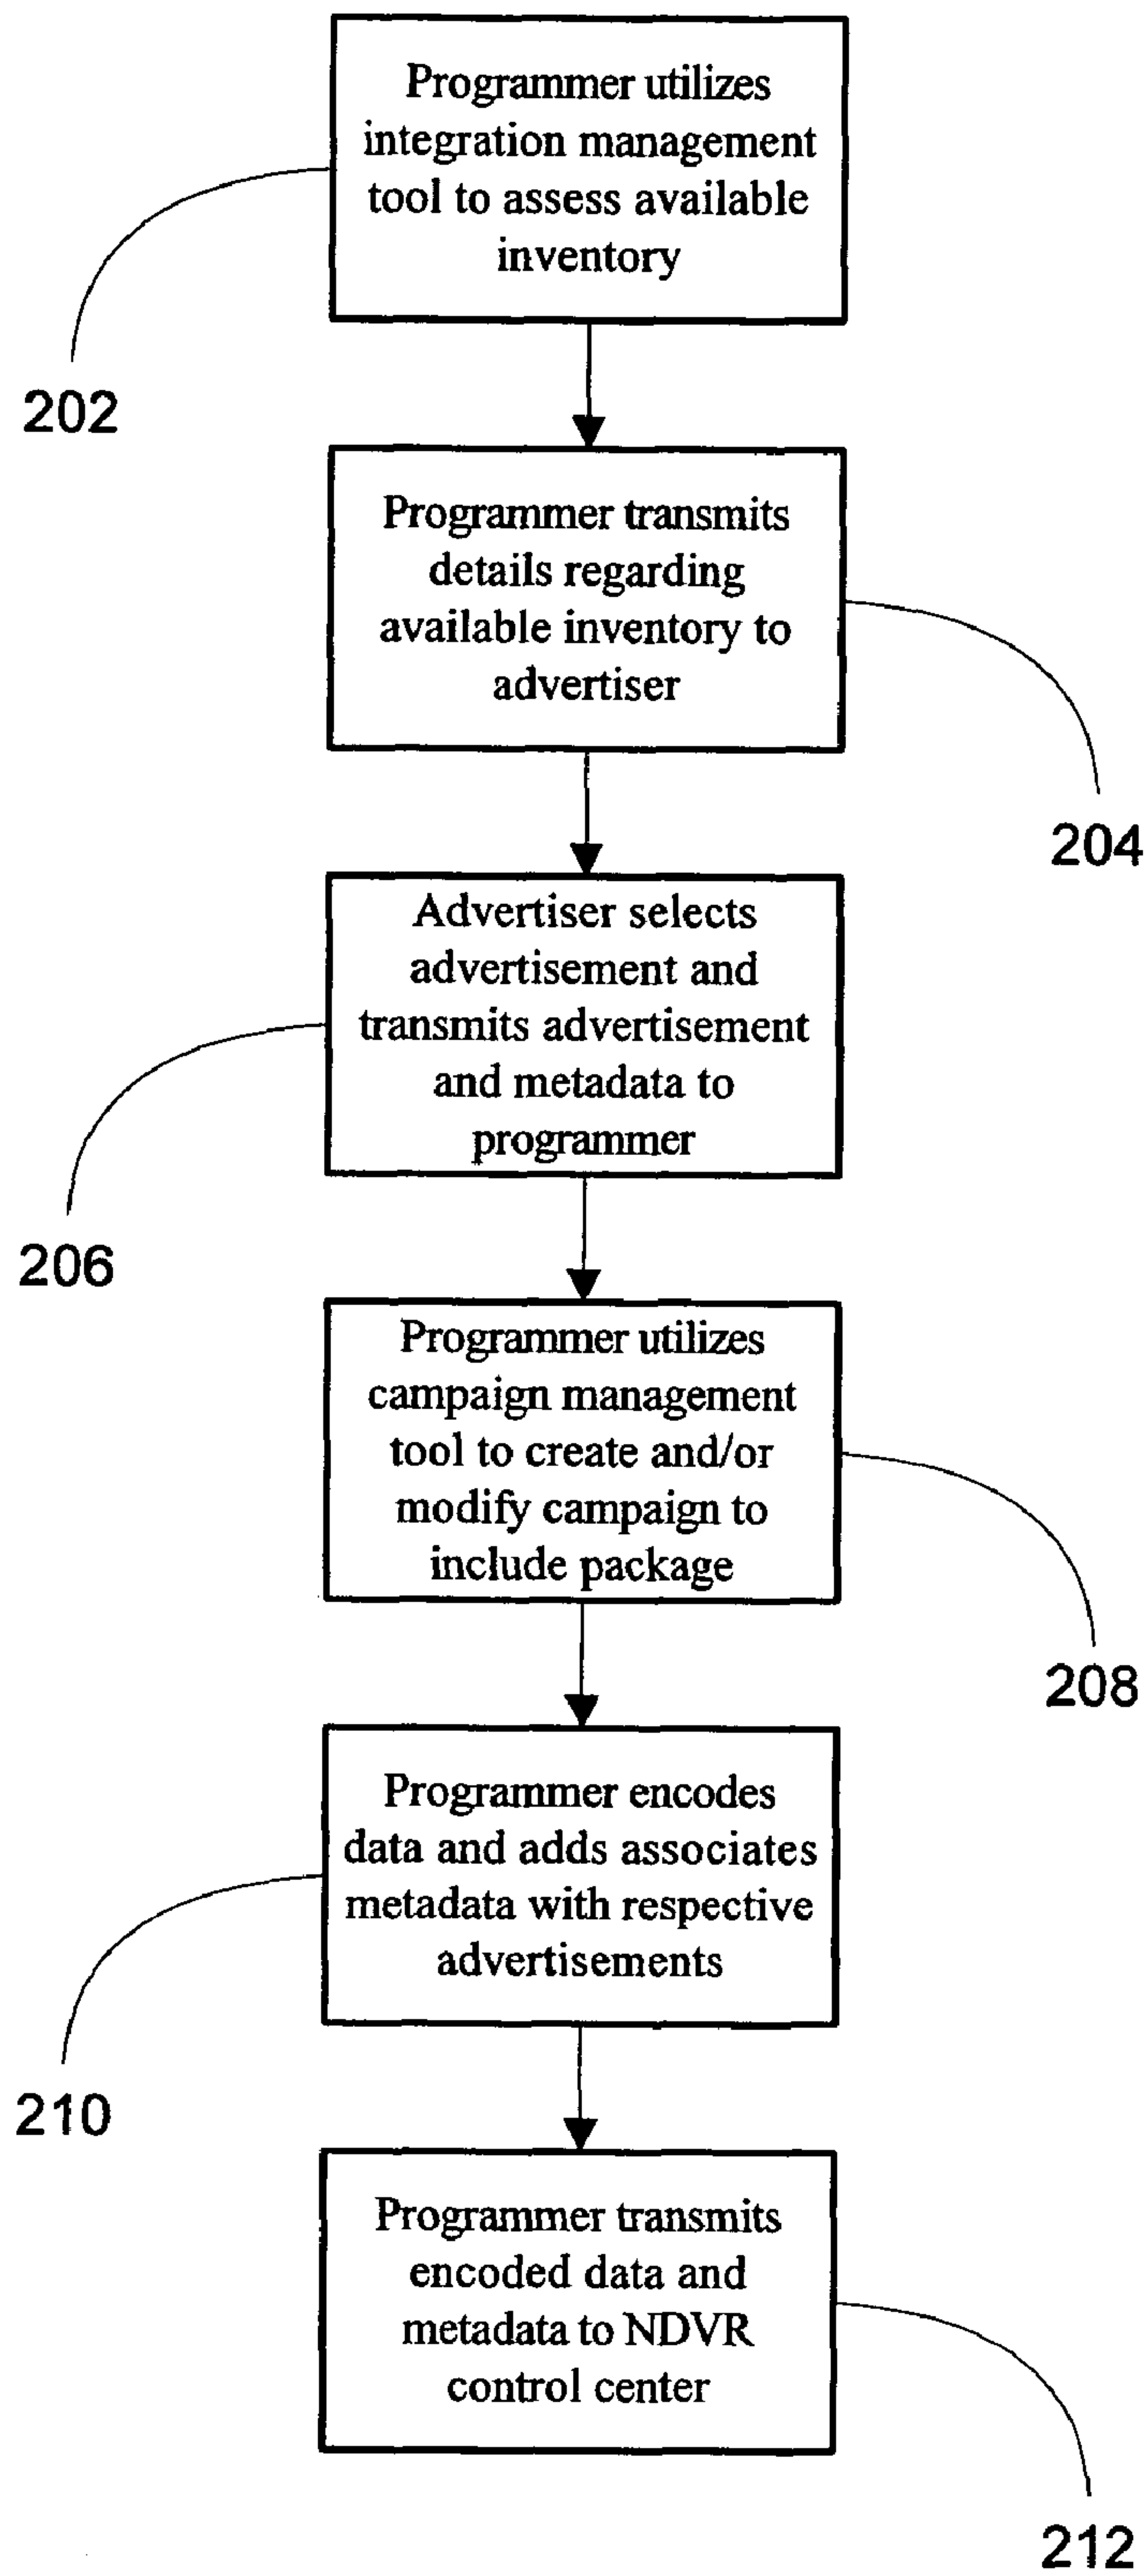 Programmer utilizes
integration management
tool to assess available
inventory
202
Programmer transmits
details regarding
available inventory to
advertiser
204
Advertiser selects
advertisement and
transmits advertisement
and metadata to
programmer
206
Programmer utilizes
campaign management
tool to create and/or
modify campaign to
include package
208
Programmer encodes
data and adds associates
metadata with respective
advertisements
210
Programmer transmits
encoded data and
metadata to NDVR
control center
212